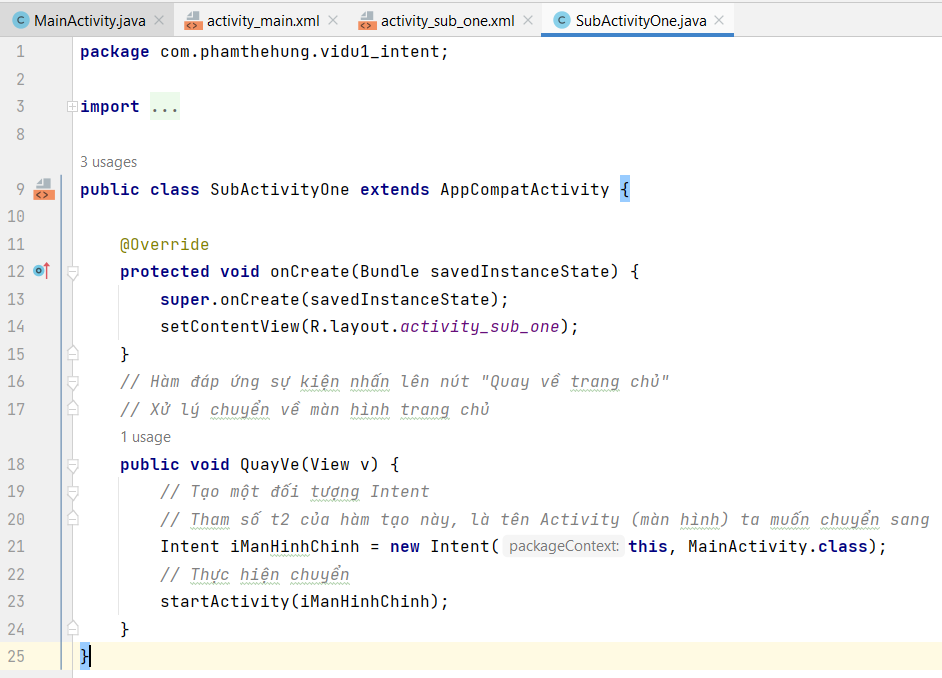 MainActivity.java activity_main.xml activity_sub_one.xml SubActivityOne.java
1 package com.phamthehung.vidu1_intent;
2
3 import ...
8
3 usages
9 public class SubActivityOne extends AppCompatActivity {
10
11 @Override
12 protected void onCreate(Bundle savedInstanceState) {
13 super.onCreate(savedInstanceState);
14 setContentView(R.layout.activity_sub_one);
15 }
16 // Hàm đáp ứng sự kiện nhấn lên nút "Quay về trang chủ"
17 // Xử lý chuyển về màn hình trang chủ
1 usage
18 public void QuayVe(View v) {
19 // Tạo một đối tượng Intent
20 // Tham số t2 của hàm tạo này, là tên Activity (màn hình) ta muốn chuyển sang
21 Intent iManHinhChinh = new Intent( packageContext: this, MainActivity.class);
22 // Thực hiện chuyển
23 startActivity(iManHinhChinh);
24 }
25 }